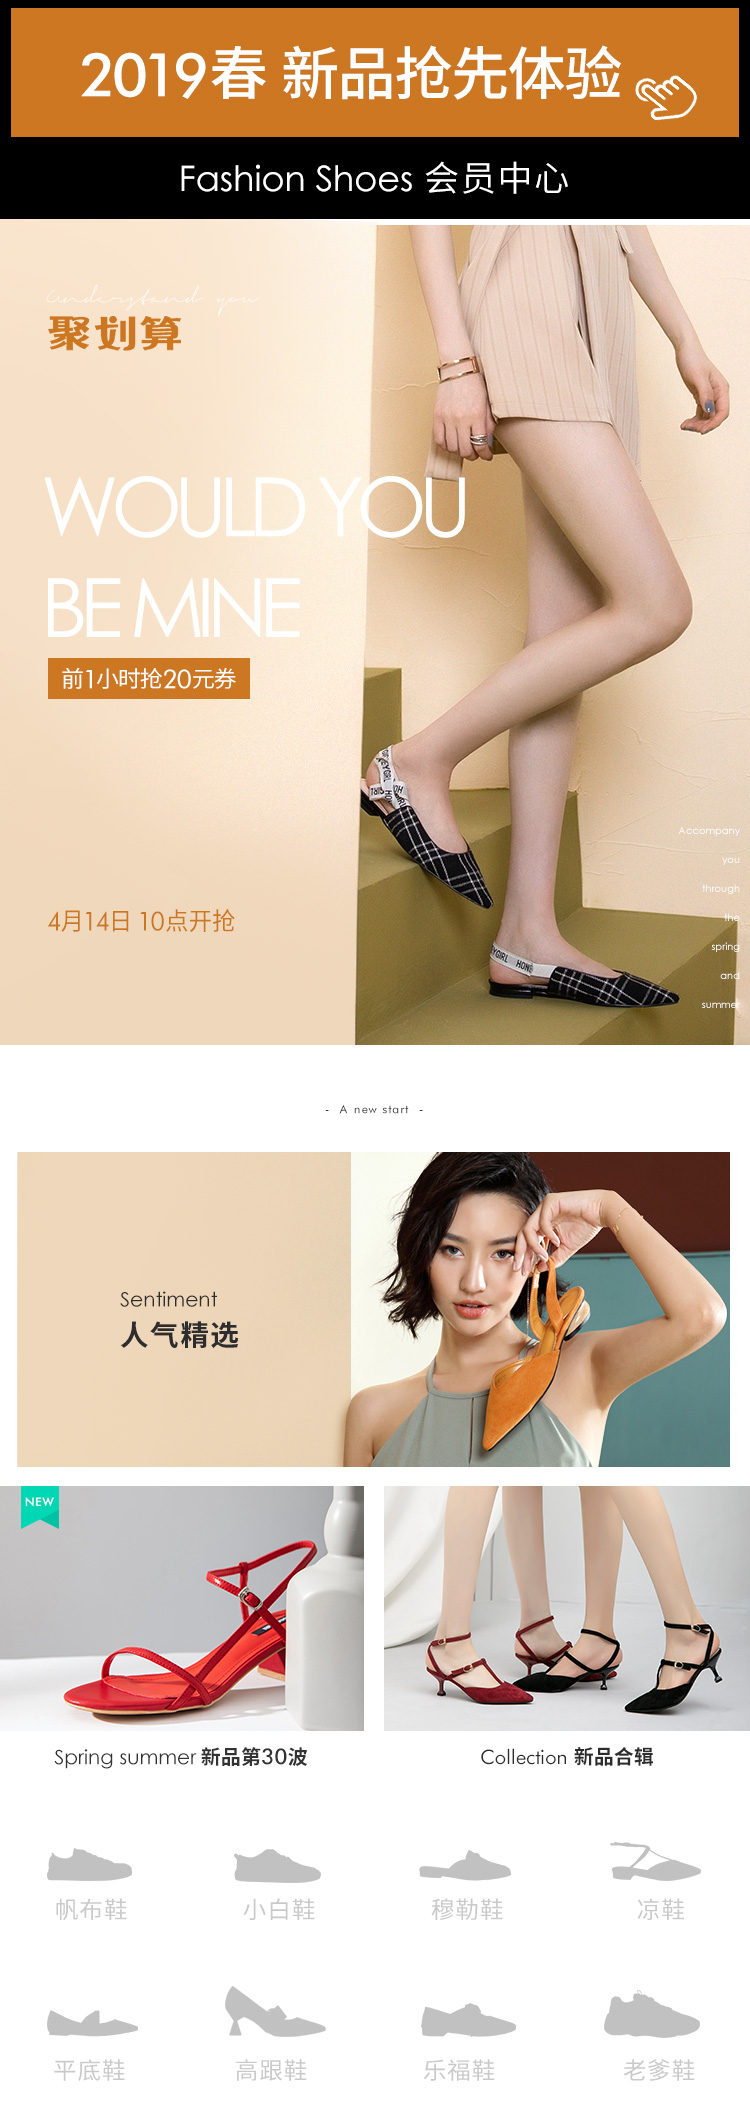 2019春 新品抢先体验
Fashion Shoes 会员中心
understand you
聚划算
WOULD YOU
BE MINE
前1小时抢20元券
Accompany
you
through
the
spring
and
summer
4月14日 10点开抢
- A new start -
Sentiment
人气精选
NEW
Spring summer 新品第30波
Collection 新品合辑
帆布鞋
小白鞋
穆勒鞋
凉鞋
平底鞋
高跟鞋
乐福鞋
老爹鞋